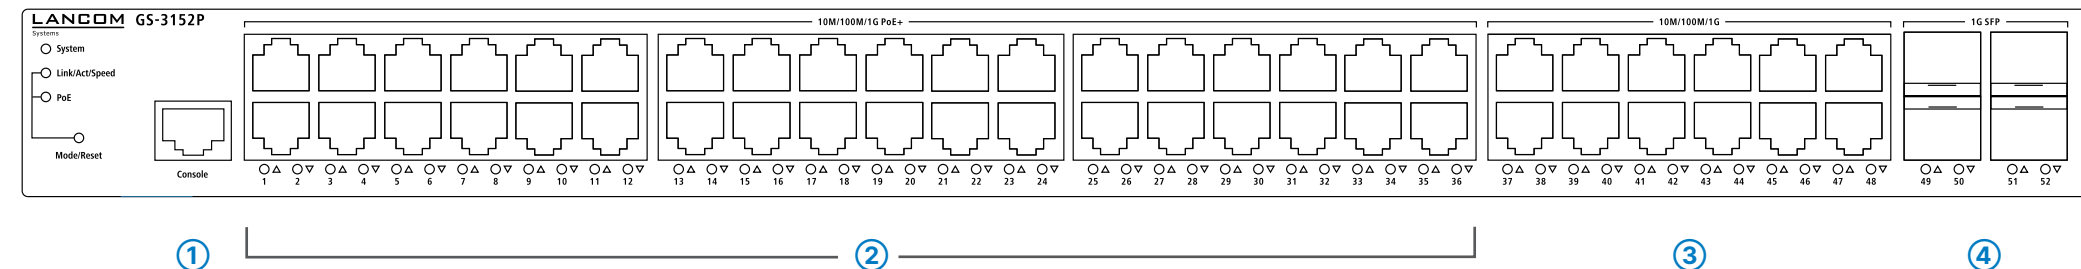 LANCOM GS-3152P
Systems
System
Link/Act/Speed
PoE
Mode/Reset
Console
10M/100M/1G PoE+
10M/100M/1G
1G SFP
1 2 3 4 5 6 7 8 9 10 11 12
13 14 15 16 17 18 19 20 21 22 23 24
25 26 27 28 29 30 31 32 33 34 35 36
37 38 39 40 41 42 43 44 45 46 47 48
49 50 51 52
① ② ③ ④